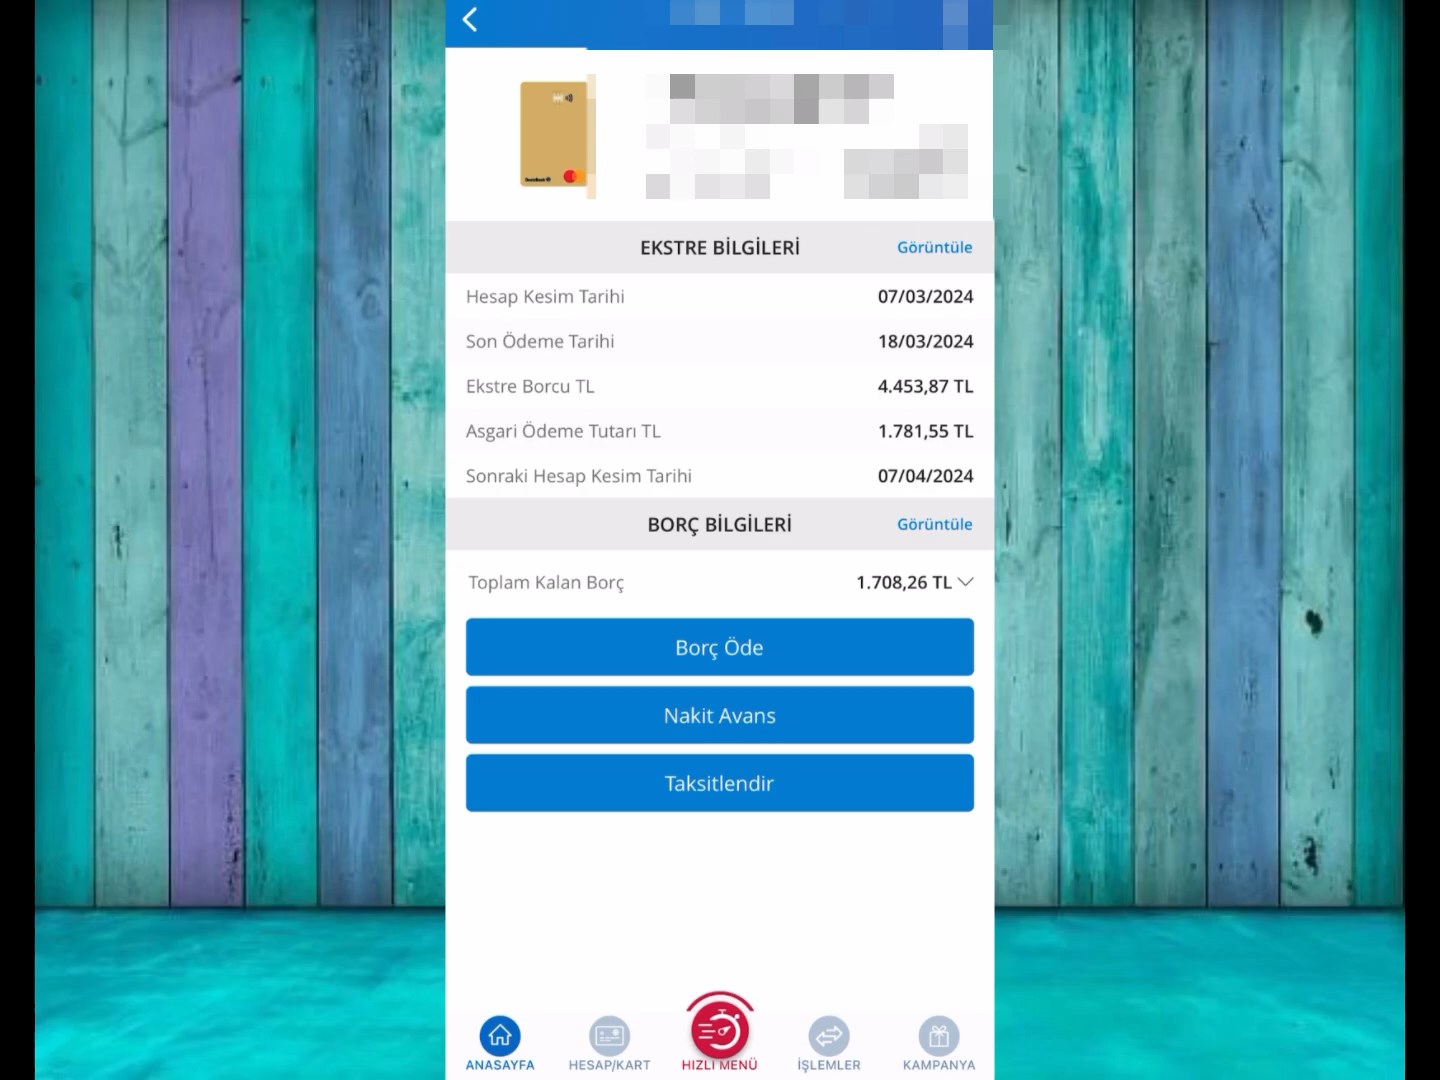 EKSTRE BİLGİLERİ Görüntüle
Hesap Kesim Tarihi 07/03/2024
Son Ödeme Tarihi 18/03/2024
Ekstre Borcu TL 4.453,87 TL
Asgari Ödeme Tutarı TL 1.781,55 TL
Sonraki Hesap Kesim Tarihi 07/04/2024
BORÇ BİLGİLERİ Görüntüle
Toplam Kalan Borç 1.708,26 TL
Borç Öde
Nakit Avans
Taksitlendir
ANASAYFA HESAP/KART HIZLI MENÜ İŞLEMLER KAMPANYA